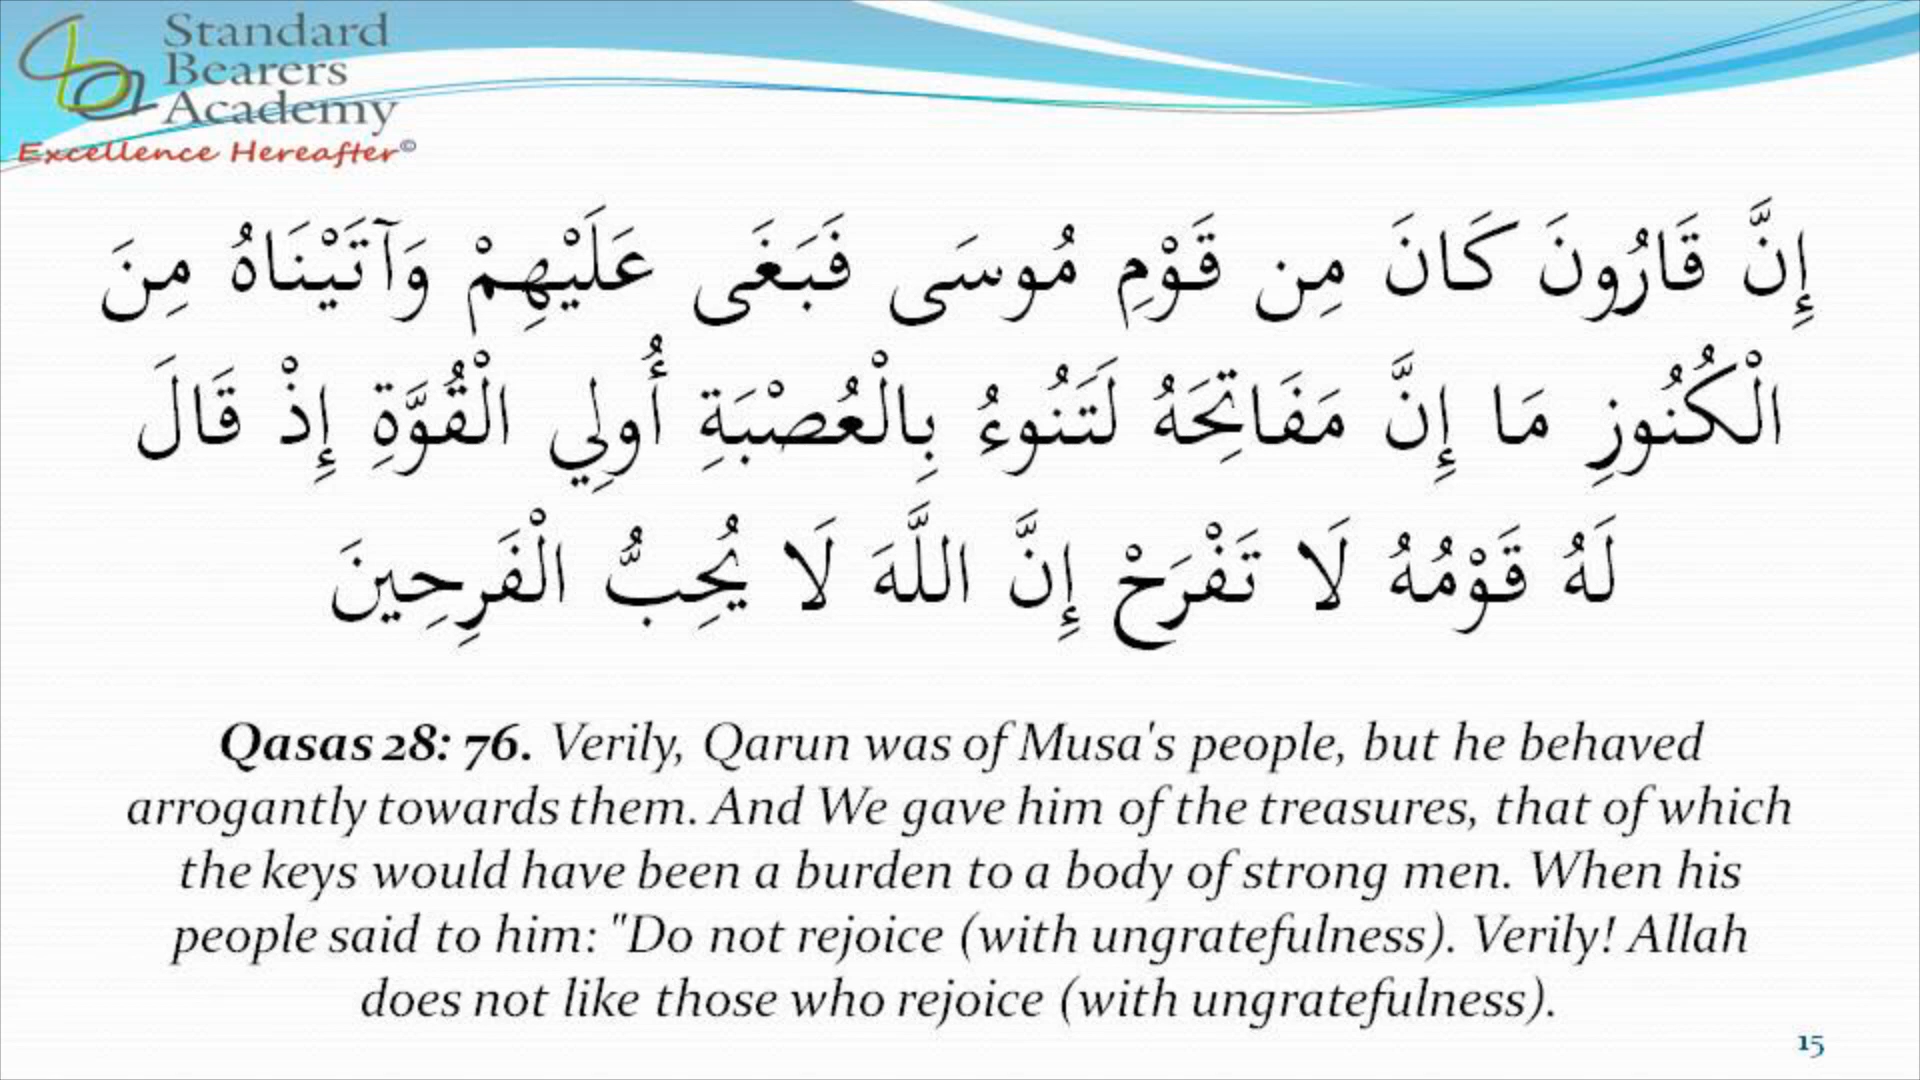 Standard
Bearers
Academy
Excellence Hereafter©
إِنَّ قَارُونَ كَانَ مِن قَوْمِ مُوسَى فَبَغَى عَلَيْهِمْ وَآتَيْنَاهُ مِنَ
الْكُنُوزِ مَا إِنَّ مَفَاتِحَهُ لَتَنُوءُ بِالْعُصْبَةِ أُولِي الْقُوَّةِ إِذْ قَالَ
لَهُ قَوْمُهُ لَا تَفْرَحْ إِنَّ اللَّهَ لَا يُحِبُّ الْفَرِحِينَ
Qasas 28: 76. Verily, Qarun was of Musa's people, but he behaved
arrogantly towards them. And We gave him of the treasures, that of which
the keys would have been a burden to a body of strong men. When his
people said to him: "Do not rejoice (with ungratefulness). Verily! Allah
does not like those who rejoice (with ungratefulness).
15